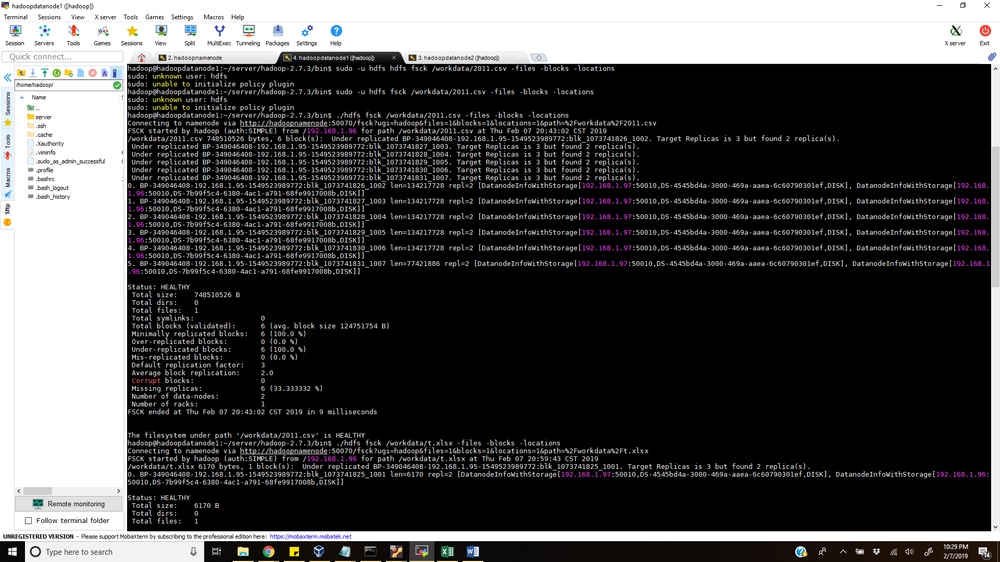 hadoopdatanode1 ([hadoop])
Terminal Sessions View X server Tools Games Settings Macros Help
Session Servers Tools Games Sessions View Split MultiExec Tunneling Packages Settings Help X server Exit
Quick connect...
2. hadoopnamenode
4. hadoopdatanode1 ([hadoop])
3. hadoopdatanode2 ([hadoop])
/home/hadoop/
Name
..
server
.ssh
.cache
.Xauthority
.viminfo
.sudo_as_admin_successful
.profile
.bashrc
.bash_logout
.bash_history
Sessions
Tools
Macros
Sftp
Remote monitoring
Follow terminal folder
hadoop@hadoopdatanode1:~/server/hadoop-2.7.3/bin$ sudo -u hdfs hdfs fsck /workdata/2011.csv -files -blocks -locations
sudo: unknown user: hdfs
sudo: unable to initialize policy plugin
hadoop@hadoopdatanode1:~/server/hadoop-2.7.3/bin$ sudo -u hdfs fsck /workdata/2011.csv -files -blocks -locations
sudo: unknown user: hdfs
sudo: unable to initialize policy plugin
hadoop@hadoopdatanode1:~/server/hadoop-2.7.3/bin$ ./hdfs fsck /workdata/2011.csv -files -blocks -locations
Connecting to namenode via http://hadoopnamenode:50070/fsck?ugi=hadoop&files=1&blocks=1&locations=1&path=%2Fworkdata%2F2011.csv
FSCK started by hadoop (auth:SIMPLE) from /192.168.1.96 for path /workdata/2011.csv at Thu Feb 07 20:43:02 CST 2019
/workdata/2011.csv 748510526 bytes, 6 block(s):  Under replicated BP-349046408-192.168.1.95-1549523989772:blk_1073741826_1002. Target Replicas is 3 but found 2 replica(s).
Under replicated BP-349046408-192.168.1.95-1549523989772:blk_1073741827_1003. Target Replicas is 3 but found 2 replica(s).
Under replicated BP-349046408-192.168.1.95-1549523989772:blk_1073741828_1004. Target Replicas is 3 but found 2 replica(s).
Under replicated BP-349046408-192.168.1.95-1549523989772:blk_1073741829_1005. Target Replicas is 3 but found 2 replica(s).
Under replicated BP-349046408-192.168.1.95-1549523989772:blk_1073741830_1006. Target Replicas is 3 but found 2 replica(s).
Under replicated BP-349046408-192.168.1.95-1549523989772:blk_1073741831_1007. Target Replicas is 3 but found 2 replica(s).
0. BP-349046408-192.168.1.95-1549523989772:blk_1073741826_1002 len=134217728 repl=2 [DatanodeInfoWithStorage[192.168.1.97:50010,DS-4545bd4a-3000-469a-aaea-6c60790301ef,DISK], DatanodeInfoWithStorage[192.168.
1.96:50010,DS-7b99f5c4-6380-4ac1-a791-68fe9917008b,DISK]]
1. BP-349046408-192.168.1.95-1549523989772:blk_1073741827_1003 len=134217728 repl=2 [DatanodeInfoWithStorage[192.168.1.97:50010,DS-4545bd4a-3000-469a-aaea-6c60790301ef,DISK], DatanodeInfoWithStorage[192.168.
1.96:50010,DS-7b99f5c4-6380-4ac1-a791-68fe9917008b,DISK]]
2. BP-349046408-192.168.1.95-1549523989772:blk_1073741828_1004 len=134217728 repl=2 [DatanodeInfoWithStorage[192.168.1.97:50010,DS-4545bd4a-3000-469a-aaea-6c60790301ef,DISK], DatanodeInfoWithStorage[192.168.
1.96:50010,DS-7b99f5c4-6380-4ac1-a791-68fe9917008b,DISK]]
3. BP-349046408-192.168.1.95-1549523989772:blk_1073741829_1005 len=134217728 repl=2 [DatanodeInfoWithStorage[192.168.1.97:50010,DS-4545bd4a-3000-469a-aaea-6c60790301ef,DISK], DatanodeInfoWithStorage[192.168.
1.96:50010,DS-7b99f5c4-6380-4ac1-a791-68fe9917008b,DISK]]
4. BP-349046408-192.168.1.95-1549523989772:blk_1073741830_1006 len=134217728 repl=2 [DatanodeInfoWithStorage[192.168.1.97:50010,DS-4545bd4a-3000-469a-aaea-6c60790301ef,DISK], DatanodeInfoWithStorage[192.168.
1.96:50010,DS-7b99f5c4-6380-4ac1-a791-68fe9917008b,DISK]]
5. BP-349046408-192.168.1.95-1549523989772:blk_1073741831_1007 len=77421886 repl=2 [DatanodeInfoWithStorage[192.168.1.97:50010,DS-4545bd4a-3000-469a-aaea-6c60790301ef,DISK], DatanodeInfoWithStorage[192.168.1
.96:50010,DS-7b99f5c4-6380-4ac1-a791-68fe9917008b,DISK]]
Status: HEALTHY
Total size: 748510526 B
Total dirs: 0
Total files: 1
Total symlinks: 0
Total blocks (validated): 6 (avg. block size 124751754 B)
Minimally replicated blocks: 6 (100.0 %)
Over-replicated blocks: 0 (0.0 %)
Under-replicated blocks: 6 (100.0 %)
Mis-replicated blocks: 0 (0.0 %)
Default replication factor: 3
Average block replication: 2.0
Corrupt blocks: 0
Missing replicas: 6 (33.333332 %)
Number of data-nodes: 2
Number of racks: 1
FSCK ended at Thu Feb 07 20:43:02 CST 2019 in 9 milliseconds
The filesystem under path '/workdata/2011.csv' is HEALTHY
hadoop@hadoopdatanode1:~/server/hadoop-2.7.3/bin$ ./hdfs fsck /workdata/t.xlsx -files -blocks -locations
Connecting to namenode via http://hadoopnamenode:50070/fsck?ugi=hadoop&files=1&blocks=1&locations=1&path=%2Fworkdata%2Ft.xlsx
FSCK started by hadoop (auth:SIMPLE) from /192.168.1.96 for path /workdata/t.xlsx at Thu Feb 07 20:59:43 CST 2019
/workdata/t.xlsx 6170 bytes, 1 block(s):  Under replicated BP-349046408-192.168.1.95-1549523989772:blk_1073741825_1001. Target Replicas is 3 but found 2 replica(s).
0. BP-349046408-192.168.1.95-1549523989772:blk_1073741825_1001 len=6170 repl=2 [DatanodeInfoWithStorage[192.168.1.97:50010,DS-4545bd4a-3000-469a-aaea-6c60790301ef,DISK], DatanodeInfoWithStorage[192.168.1.96:
50010,DS-7b99f5c4-6380-4ac1-a791-68fe9917008b,DISK]]
Status: HEALTHY
Total size: 6170 B
Total dirs: 0
Total files: 1
UNREGISTERED VERSION - Please support MobaXterm by subscribing to the professional edition here: https://mobaxterm.mobatek.net
Type here to search
10:29 PM
2/7/2019
14